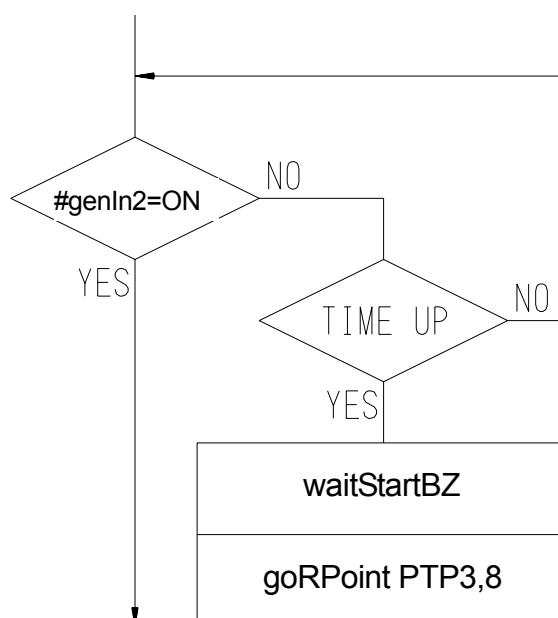 NO
#genIn2=ON
YES
NO
TIME UP
YES
waitStartBZ
goRPoint PTP3,8